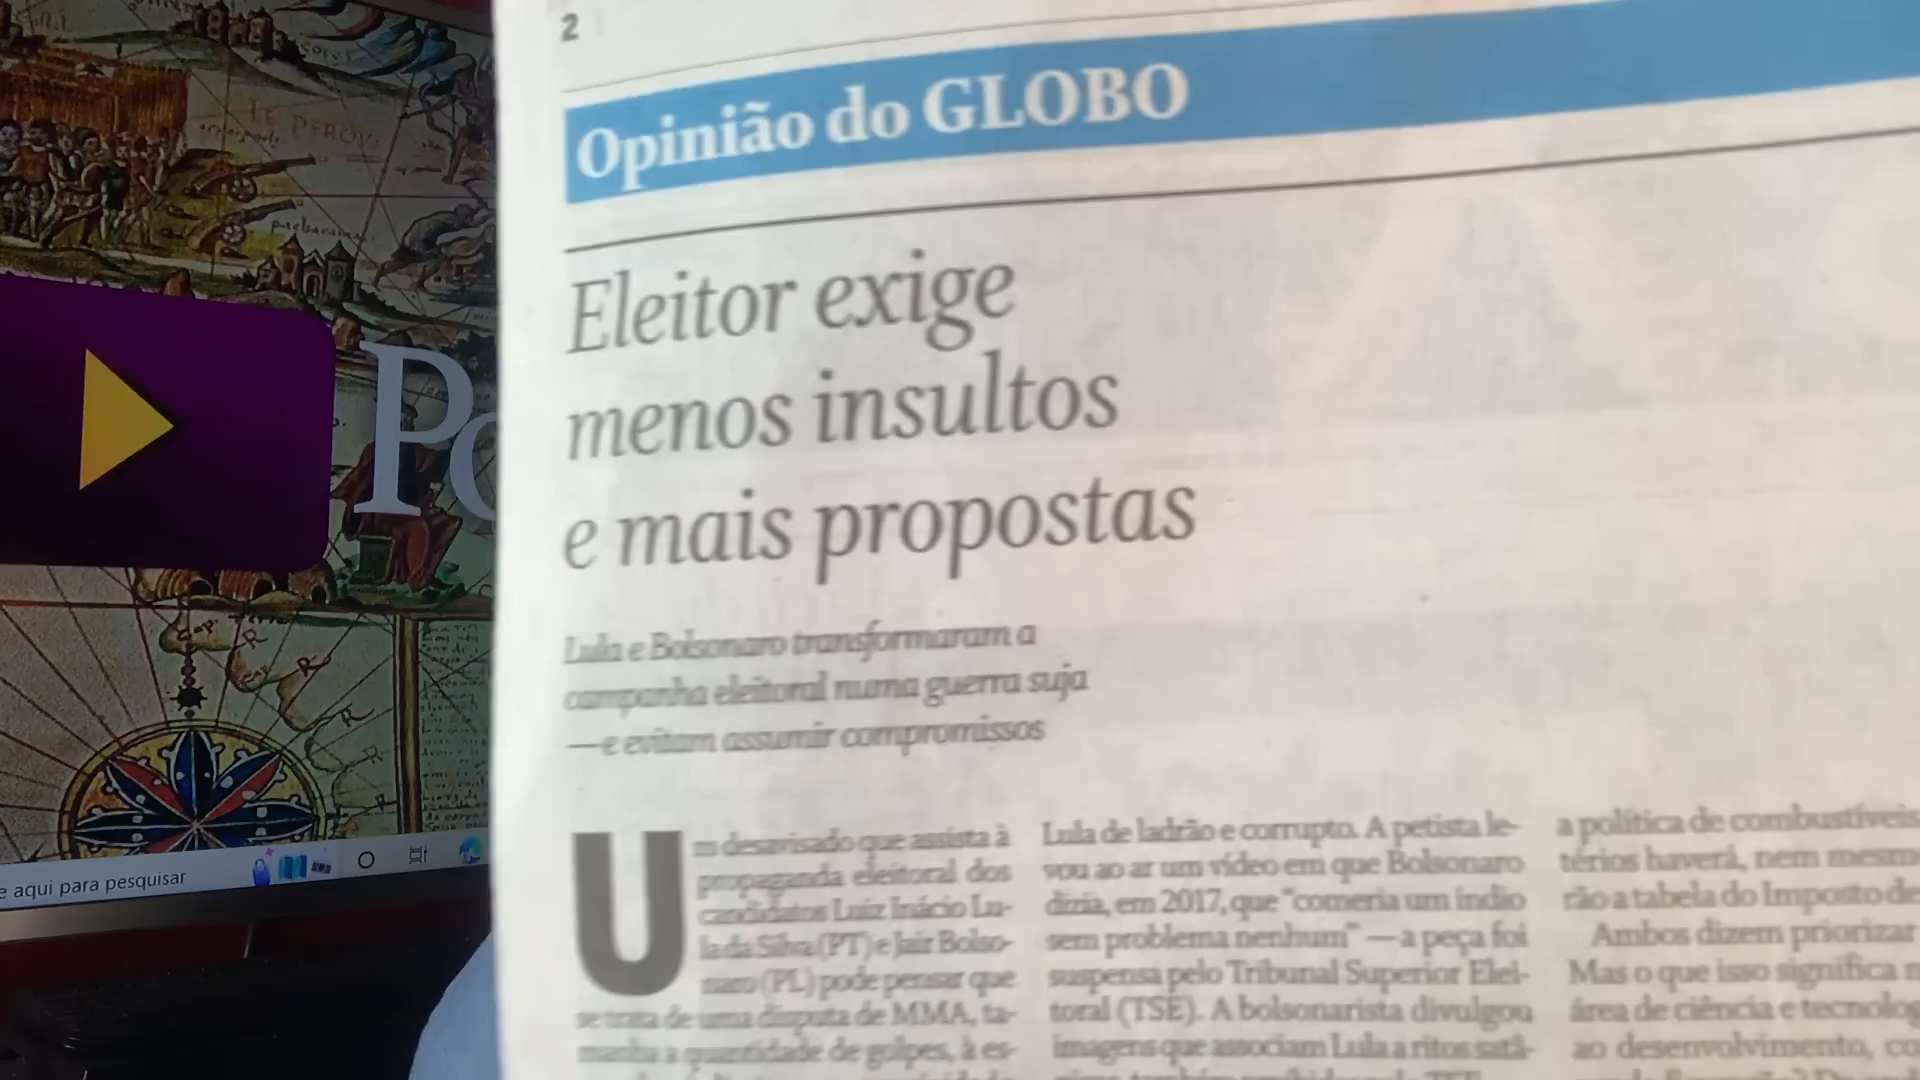 2
Opinião do GLOBO
Eleitor exige
menos insultos
e mais propostas
Lula e Bolsonaro transformaram a
campanha eleitoral numa guerra suja
—e evitam assumir compromissos
Um desavisado que assista à
propaganda eleitoral dos
candidatos Luiz Inácio Lu-
la da Silva (PT) e Jair Bolso-
naro (PL) pode pensar que
se trata de uma disputa de MMA, ta-
manha a quantidade de golpes, à es-
Lula de ladrão e corrupto. A petista le-
vou ao ar um vídeo em que Bolsonaro
dizia, em 2017, que "comeria um índio
sem problema nenhum" — a peça foi
suspensa pelo Tribunal Superior Elei-
toral (TSE). A bolsonarista divulgou
imagens que associam Lula a ritos satâ-
a política de combustíveis
térios haverá, nem mesm
rão a tabela do Imposto de
Ambos dizem priorizar
Mas o que isso significa n
área de ciência e tecnolog
ao desenvolvimento, co
Po
e aqui para pesquisar